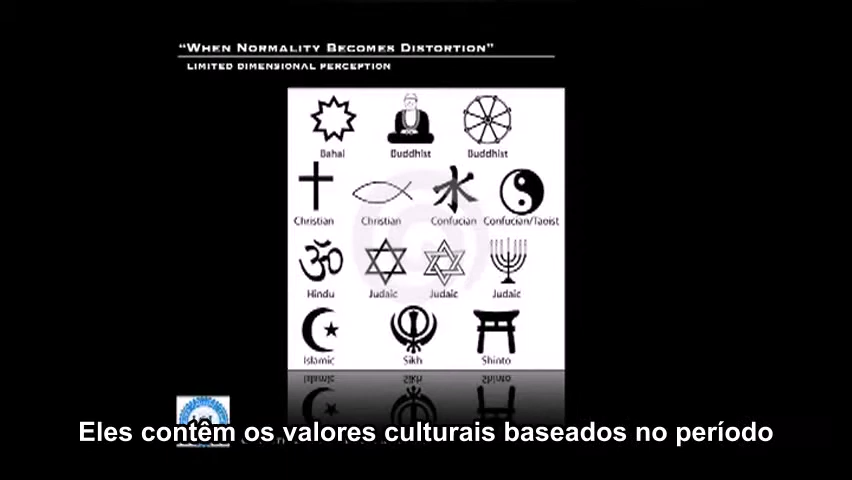 “WHEN NORMALITY BECOMES DISTORTION”
LIMITED DIMENSIONAL PERCEPTION
Bahai Buddhist Buddhist
Christian Christian Confucian Confucian/Taoist
Hindu Judaic Judaic Judaic
Islamic Sikh Shinto
Eles contêm os valores culturais baseados no período